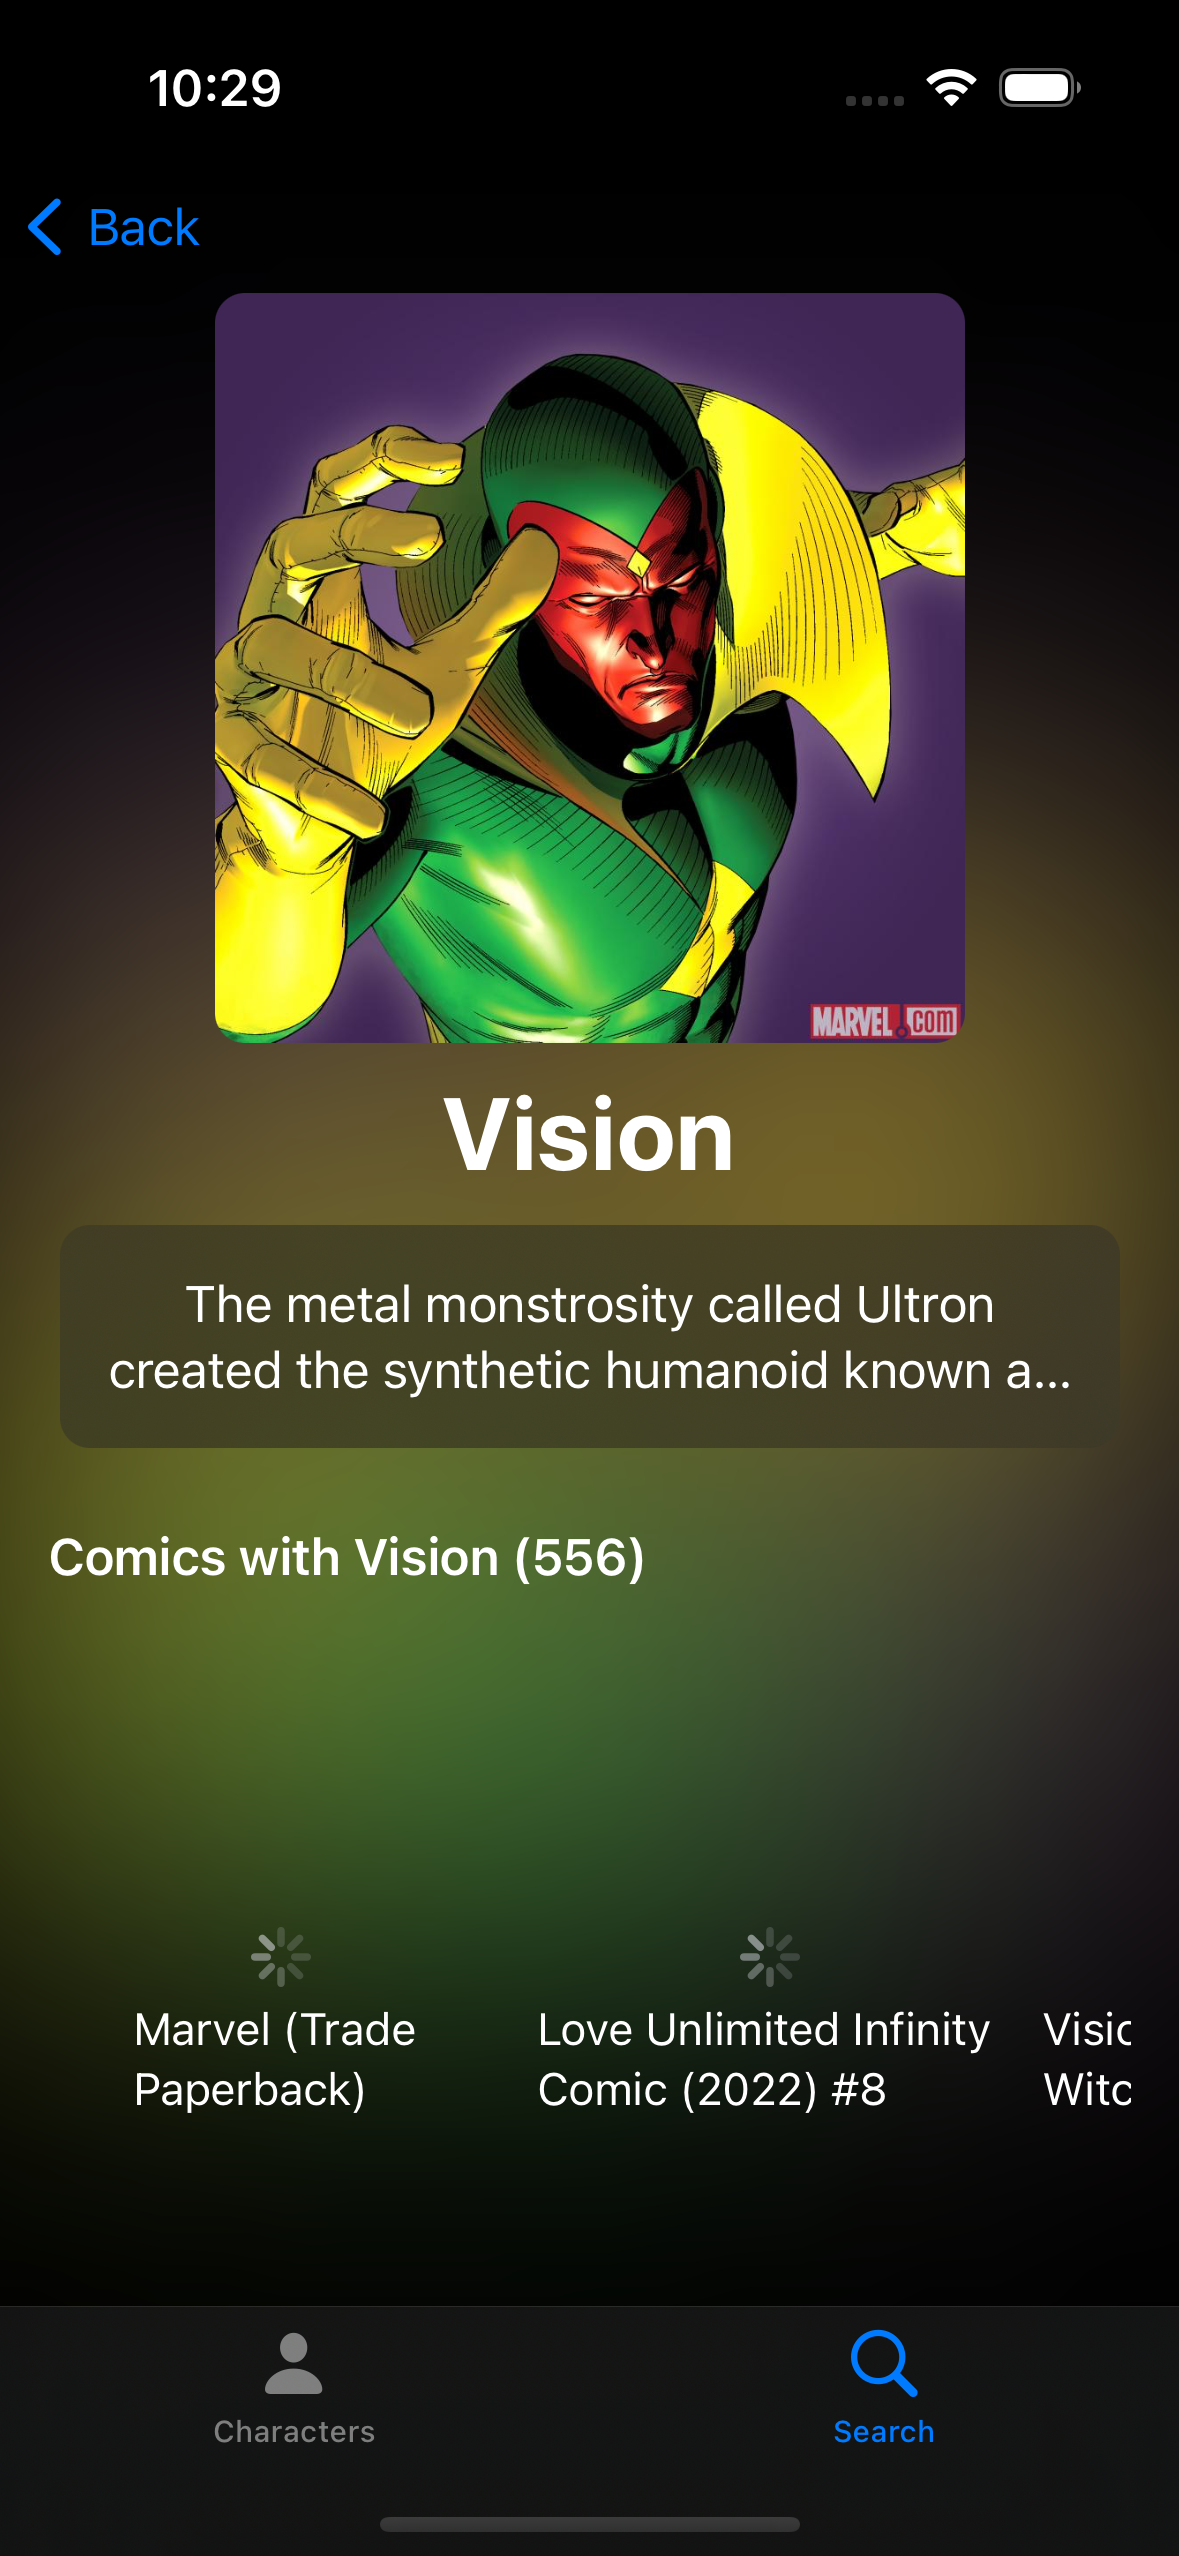 10:29
Back
MARVEL.com
Vision
The metal monstrosity called Ultron
created the synthetic humanoid known a...
Comics with Vision (556)
Marvel (Trade
Paperback)
Love Unlimited Infinity
Comic (2022) #8
Visio
Witc
Characters
Search